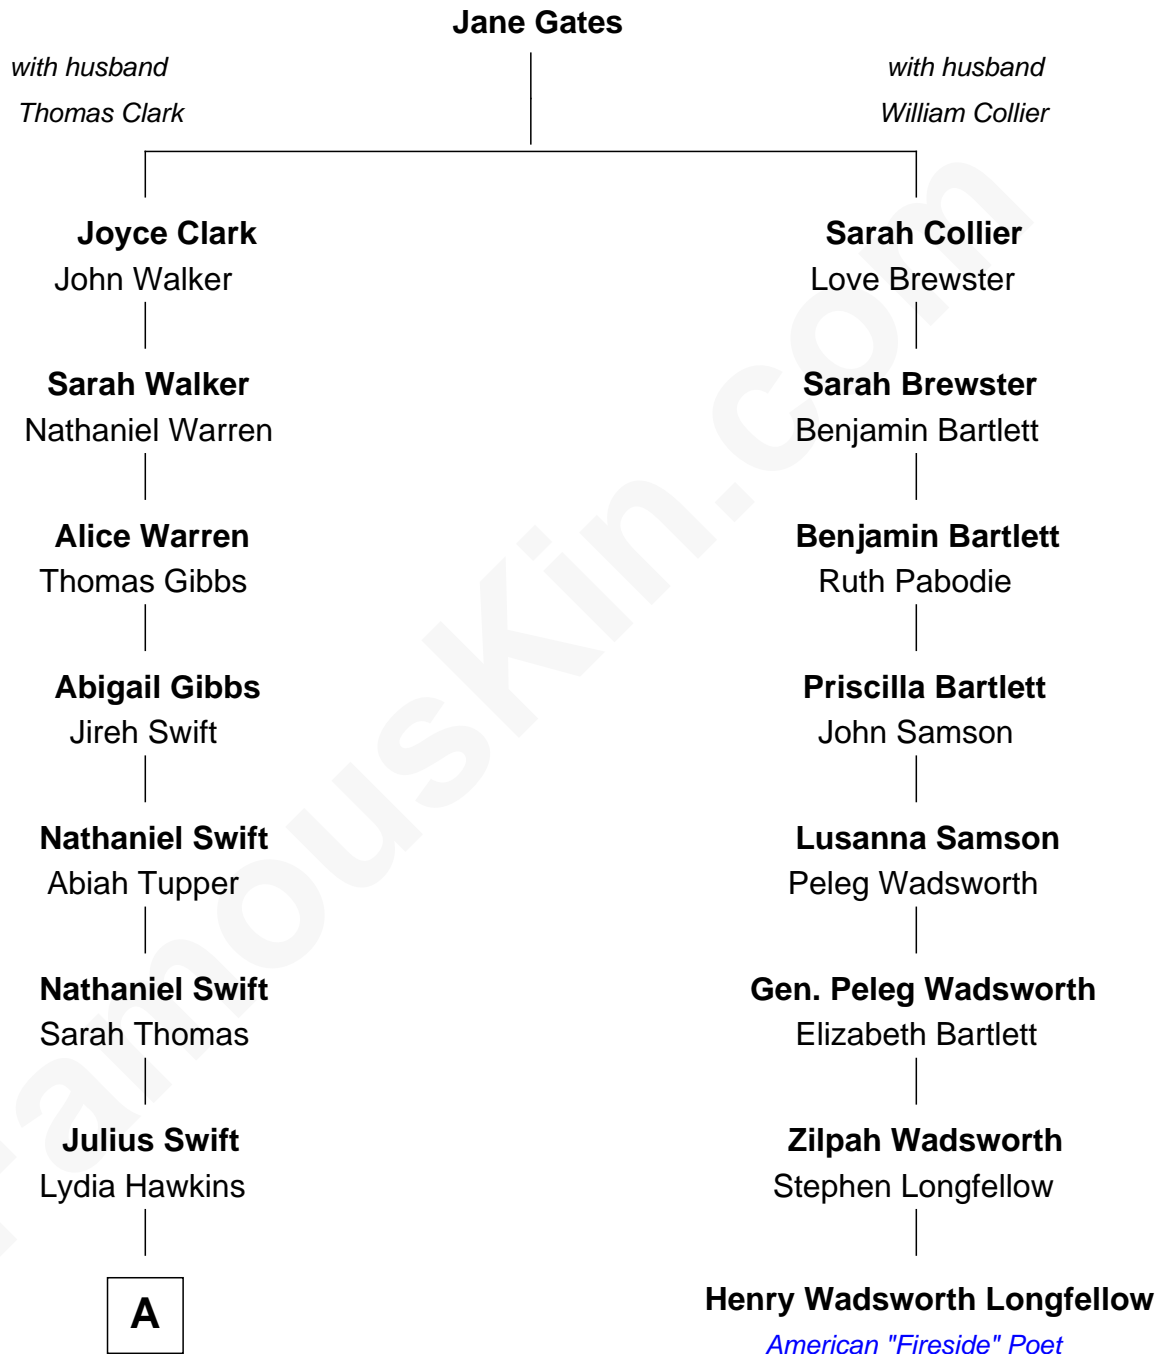 Jane Gates
with husband
Thomas Clark
with husband
William Collier
Joyce Clark
John Walker
Sarah Collier
Love Brewster
Sarah Walker
Nathaniel Warren
Sarah Brewster
Benjamin Bartlett
Alice Warren
Thomas Gibbs
Benjamin Bartlett
Ruth Pabodie
Abigail Gibbs
Jireh Swift
Priscilla Bartlett
John Samson
Nathaniel Swift
Abiah Tupper
Lusanna Samson
Peleg Wadsworth
Nathaniel Swift
Sarah Thomas
Gen. Peleg Wadsworth
Elizabeth Bartlett
Julius Swift
Lydia Hawkins
Zilpah Wadsworth
Stephen Longfellow
A
Henry Wadsworth Longfellow
American "Fireside" Poet
FamousKin.com